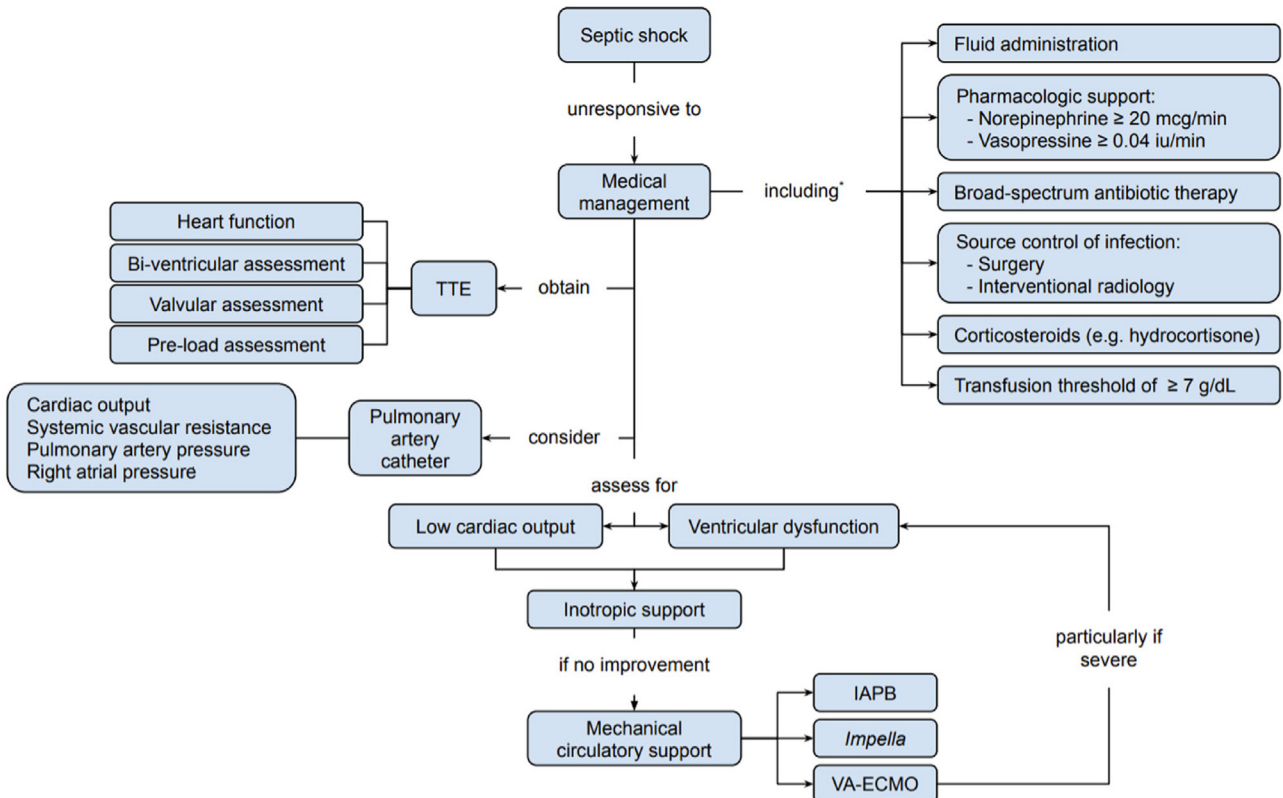 Septic shock
unresponsive to
Medical
management
including*
Fluid administration
Pharmacologic support:
- Norepinephrine ≥ 20 mcg/min
- Vasopressine ≥ 0.04 iu/min
Broad-spectrum antibiotic therapy
Source control of infection:
- Surgery
- Interventional radiology
Corticosteroids (e.g. hydrocortisone)
Transfusion threshold of ≥ 7 g/dL
obtain
TTE
Heart function
Bi-ventricular assessment
Valvular assessment
Pre-load assessment
consider
Pulmonary
artery
catheter
Cardiac output
Systemic vascular resistance
Pulmonary artery pressure
Right atrial pressure
assess for
Low cardiac output
Ventricular dysfunction
Inotropic support
if no improvement
Mechanical
circulatory support
IAPB
Impella
VA-ECMO
particularly if
severe